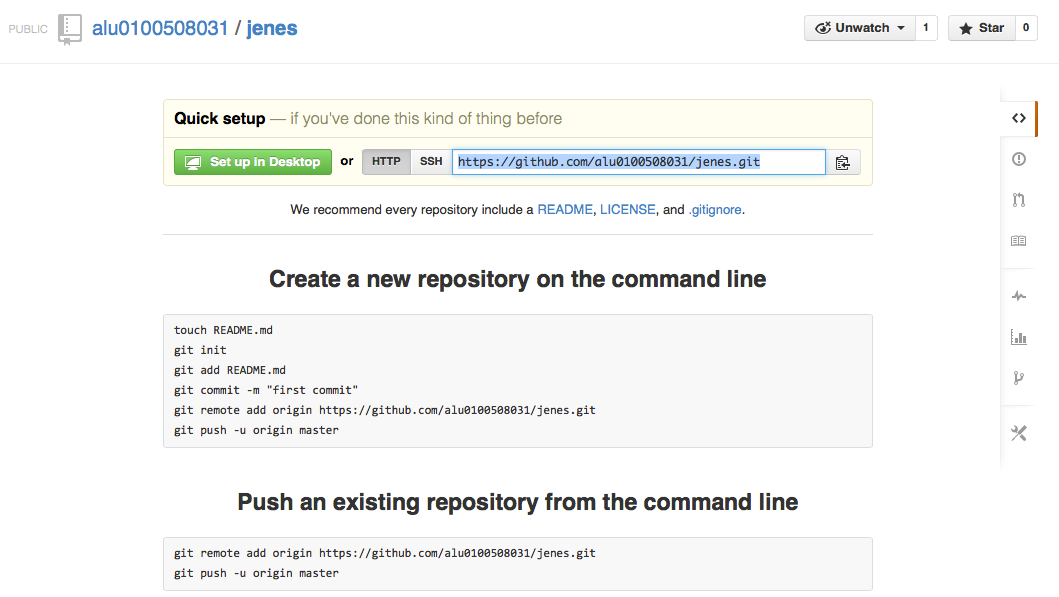 PUBLIC alu0100508031 / jenes Unwatch 1 Star 0
Quick setup — if you've done this kind of thing before
Set up in Desktop or HTTP SSH https://github.com/alu0100508031/jenes.git
We recommend every repository include a README, LICENSE, and .gitignore.
Create a new repository on the command line
touch README.md
git init
git add README.md
git commit -m "first commit"
git remote add origin https://github.com/alu0100508031/jenes.git
git push -u origin master
Push an existing repository from the command line
git remote add origin https://github.com/alu0100508031/jenes.git
git push -u origin master